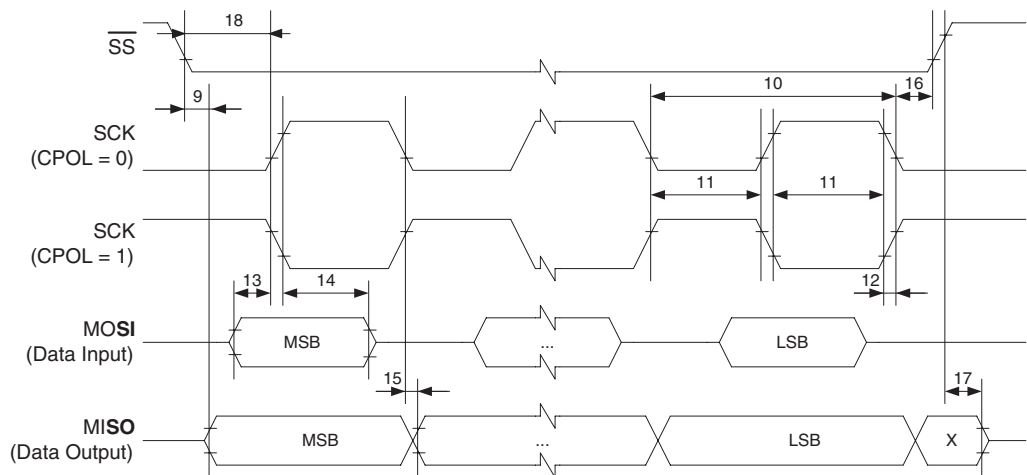 18
SS
10
16
9
SCK
(CPOL = 0)
11
11
SCK
(CPOL = 1)
13
14
12
MOSI
(Data Input)
MSB
...
LSB
15
17
MISO
(Data Output)
MSB
...
LSB
X